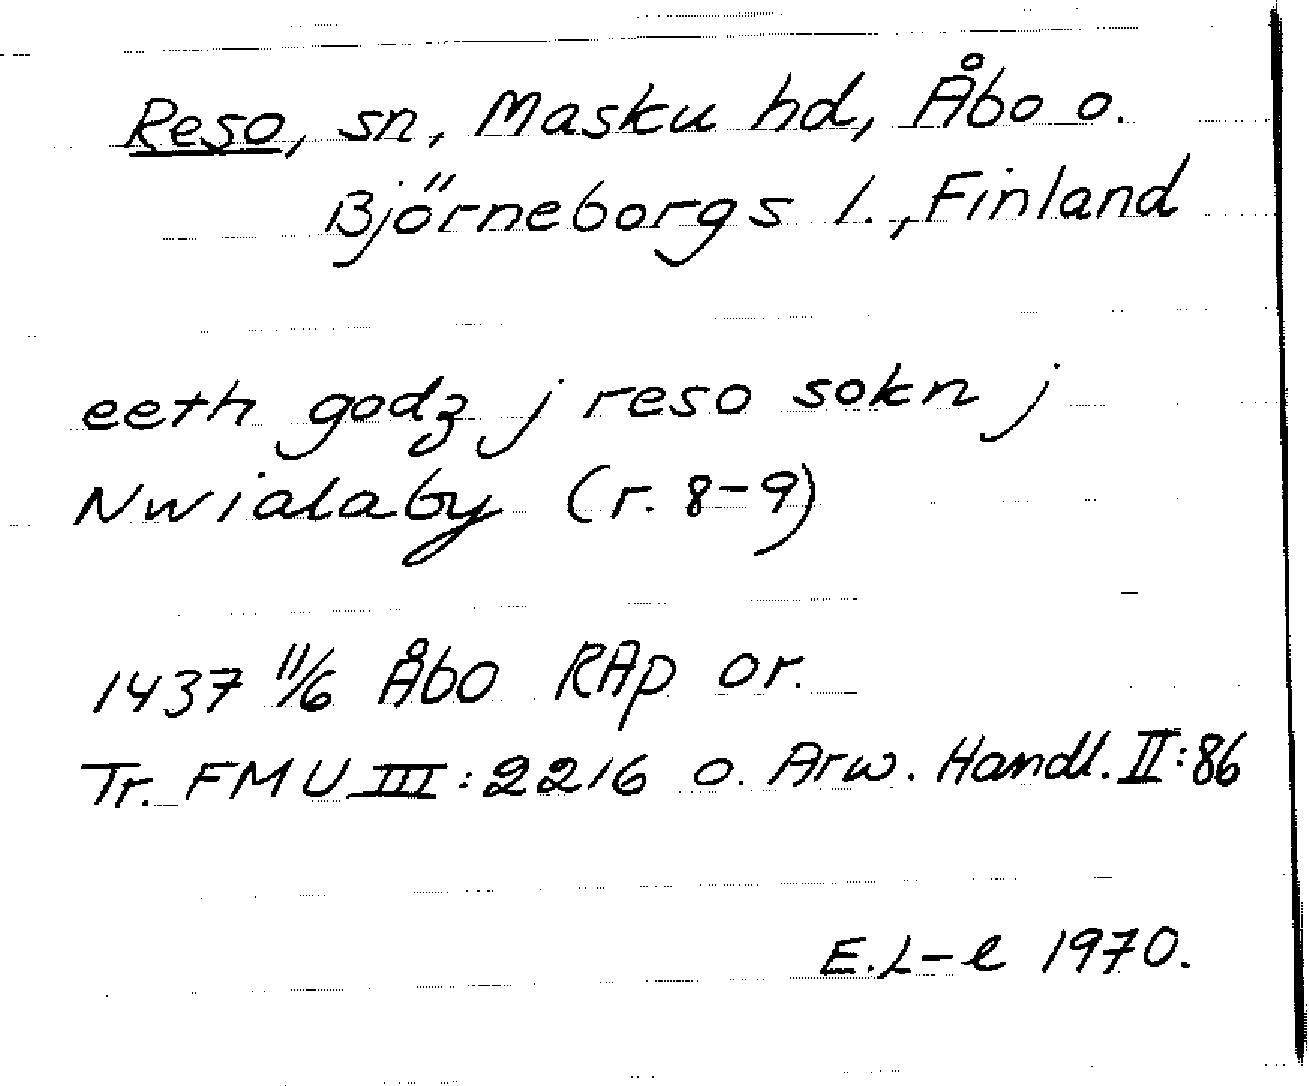 Reso, sn, Masku hd, Åbo o.
Björneborgs l., Finland
eeth godz j reso sokn j
Nwialaby (r. 8-9)
1437 11/6 Åbo RAp or.
Tr. FMU III: 2216 o. Arw. Handl. II: 86
E. L-l 1970.